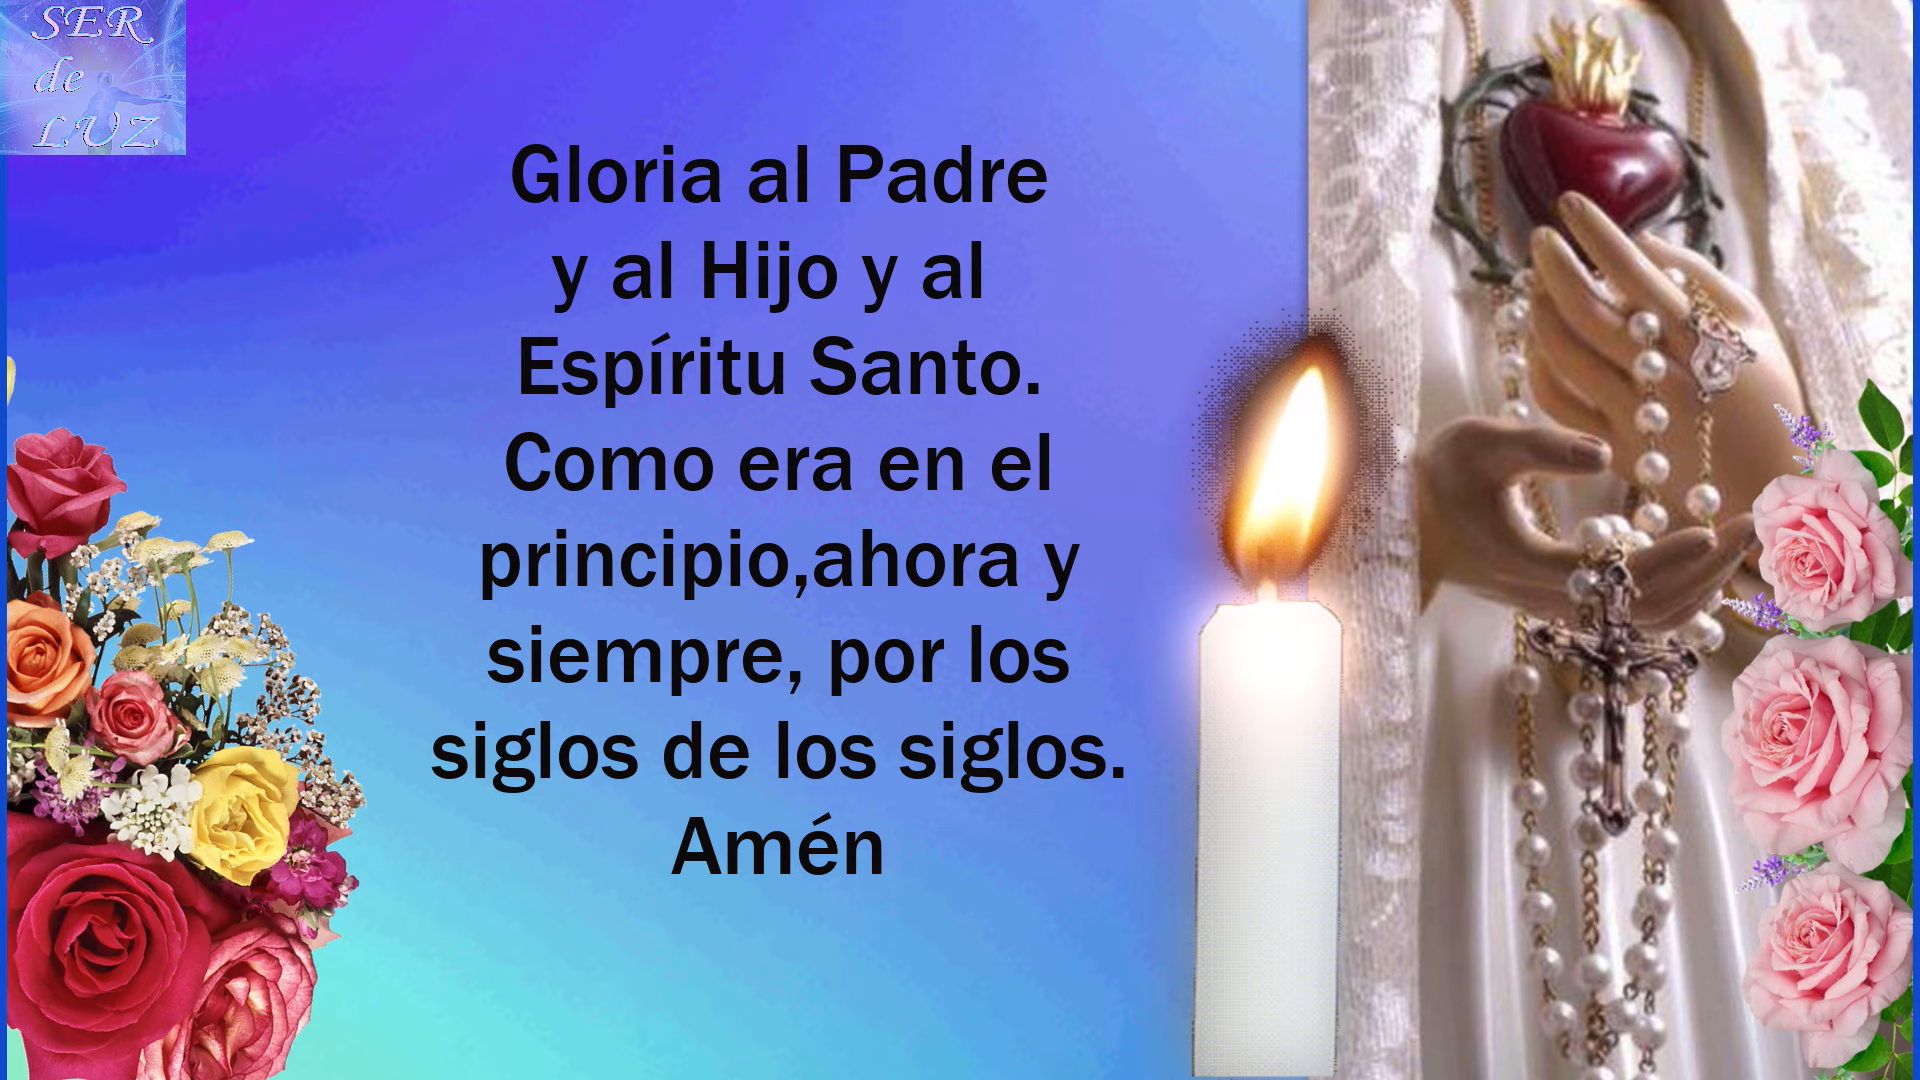 SER
de
LUZ
Gloria al Padre
y al Hijo y al
Espíritu Santo.
Como era en el
principio,ahora y
siempre, por los
siglos de los siglos.
Amén